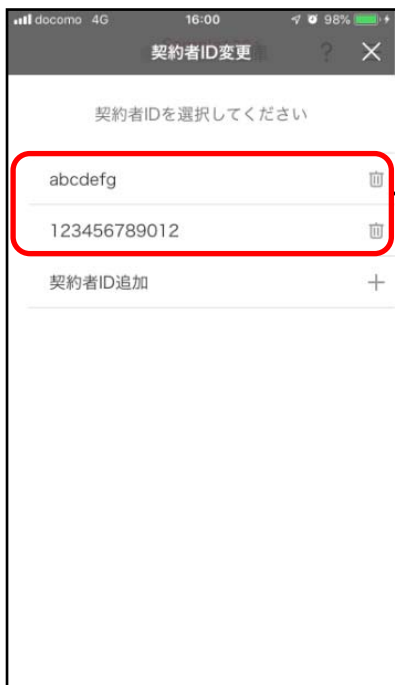 docomo 4G 16:00 98%
契約者ID変更 ? ×
契約者IDを選択してください
abcdefg
123456789012
契約者ID追加 +